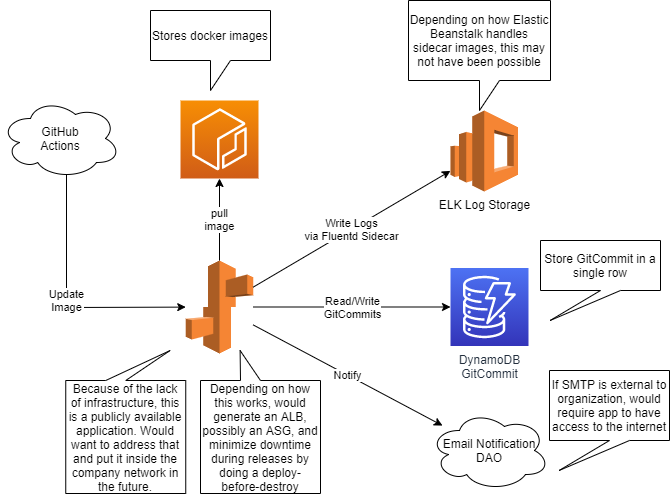 Stores docker images
Depending on how Elastic
Beanstalk handles
sidecar images, this may
not have been possible
GitHub
Actions
pull
image
ELK Log Storage
Write Logs
via Fluentd Sidecar
Store GitCommit in a
single row
Update
Image
Read/Write
GitCommits
DynamoDB
GitCommit
Notify
Because of the lack
of infrastructure, this
is a publicly available
application. Would
want to address that
and put it inside the
company network in
the future.
Depending on how
this works, would
generate an ALB,
possibly an ASG, and
minimize downtime
during releases by
doing a deploy-
before-destroy
If SMTP is external to
organization, would
require app to have
access to the internet
Email Notification
DAO